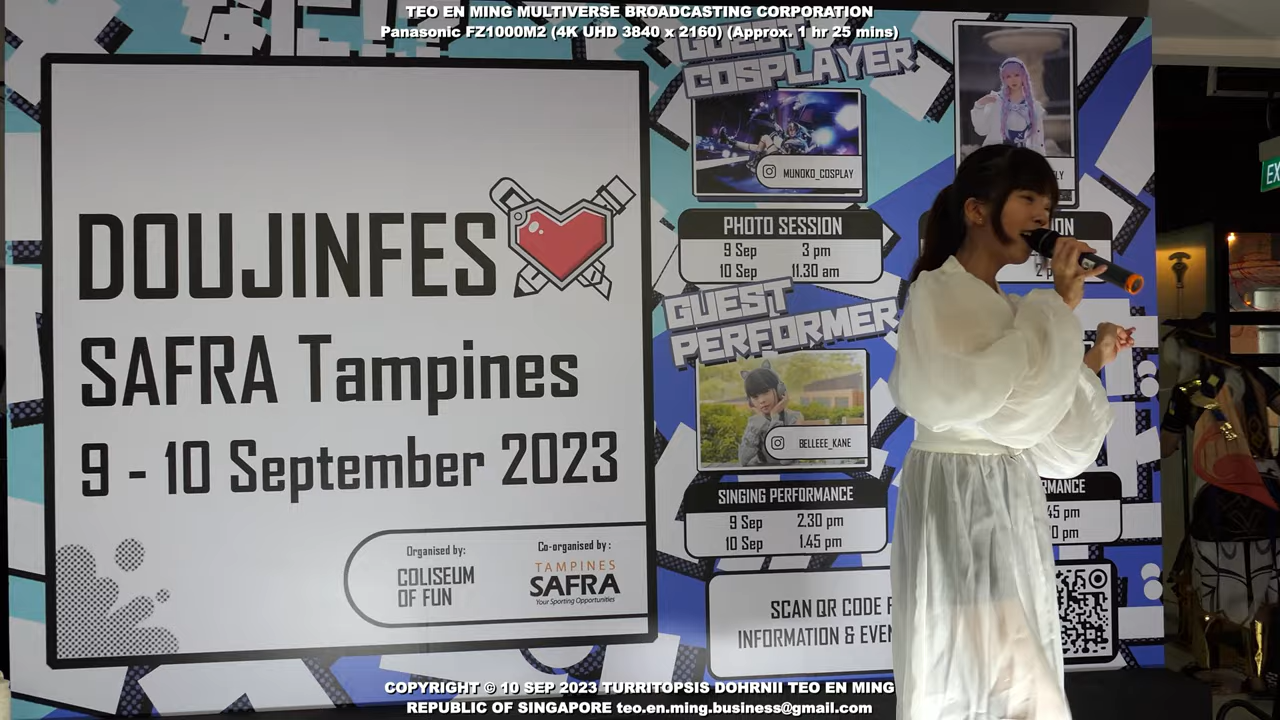 TEO EN MING MULTIVERSE BROADCASTING CORPORATION
Panasonic FZ1000M2 (4K UHD 3840 x 2160) (Approx. 1 hr 25 mins)
DOUJINFES
SAFRA Tampines
9 - 10 September 2023
Organised by:
COLISEUM
OF FUN
Co-organised by :
TAMPINES
SAFRA
Your Sporting Opportunities
GUEST
COSPLAYER
MUNOKO_COSPLAY
PHOTO SESSION
9 Sep 3 pm
10 Sep 11.30 am
GUEST
PERFORMER
BELLEEE_KANE
SINGING PERFORMANCE
9 Sep 2.30 pm
10 Sep 1.45 pm
SCAN QR CODE
INFORMATION &
EX
COPYRIGHT © 10 SEP 2023 TURRITOPSIS DOHRNII TEO EN MING
REPUBLIC OF SINGAPORE teo.en.ming.business@gmail.com